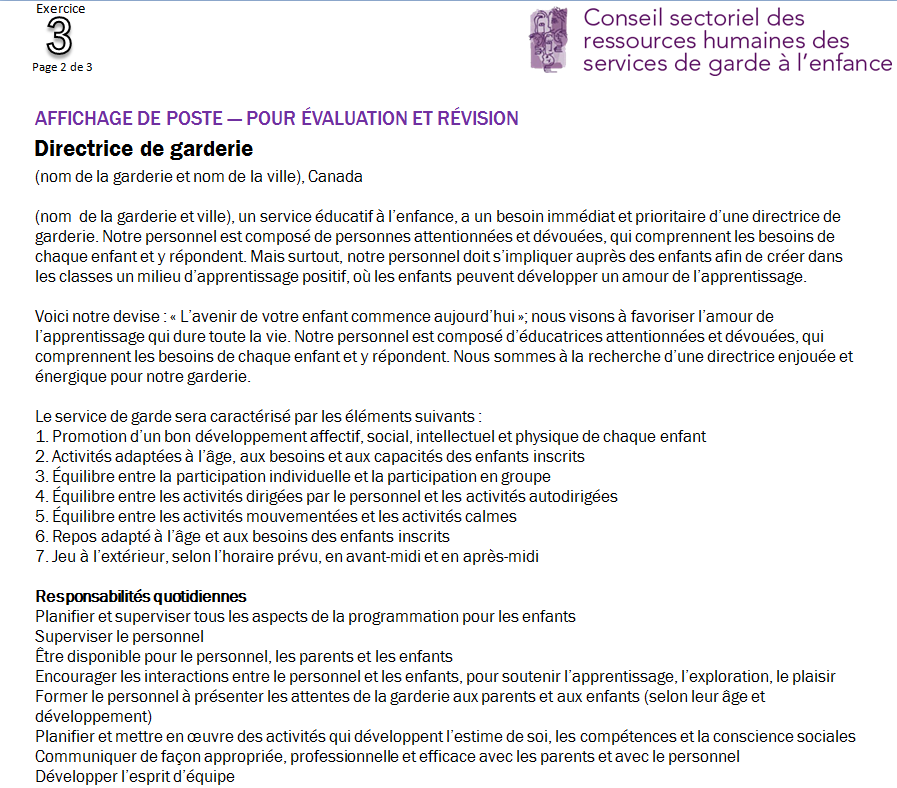 Exercice
3
Page 2 de 3
Conseil sectoriel des
ressources humaines des
services de garde à l'enfance
AFFICHAGE DE POSTE — POUR ÉVALUATION ET RÉVISION
Directrice de garderie
(nom de la garderie et nom de la ville), Canada
(nom de la garderie et ville), un service éducatif à l'enfance, a un besoin immédiat et prioritaire d'une directrice de
garderie. Notre personnel est composé de personnes attentionnées et dévouées, qui comprennent les besoins de
chaque enfant et y répondent. Mais surtout, notre personnel doit s'impliquer auprès des enfants afin de créer dans
les classes un milieu d'apprentissage positif, où les enfants peuvent développer un amour de l'apprentissage.
Voici notre devise : « L'avenir de votre enfant commence aujourd'hui »; nous visons à favoriser l'amour de
l'apprentissage qui dure toute la vie. Notre personnel est composé d'éducatrices attentionnées et dévouées, qui
comprennent les besoins de chaque enfant et y répondent. Nous sommes à la recherche d'une directrice enjouée et
énergique pour notre garderie.
Le service de garde sera caractérisé par les éléments suivants :
1. Promotion d'un bon développement affectif, social, intellectuel et physique de chaque enfant
2. Activités adaptées à l'âge, aux besoins et aux capacités des enfants inscrits
3. Équilibre entre la participation individuelle et la participation en groupe
4. Équilibre entre les activités dirigées par le personnel et les activités autodirigées
5. Équilibre entre les activités mouvementées et les activités calmes
6. Repos adapté à l'âge et aux besoins des enfants inscrits
7. Jeu à l'extérieur, selon l'horaire prévu, en avant-midi et en après-midi
Responsabilités quotidiennes
Planifier et superviser tous les aspects de la programmation pour les enfants
Superviser le personnel
Être disponible pour le personnel, les parents et les enfants
Encourager les interactions entre le personnel et les enfants, pour soutenir l'apprentissage, l'exploration, le plaisir
Former le personnel à présenter les attentes de la garderie aux parents et aux enfants (selon leur âge et
développement)
Planifier et mettre en œuvre des activités qui développent l'estime de soi, les compétences et la conscience sociales
Communiquer de façon appropriée, professionnelle et efficace avec les parents et avec le personnel
Développer l'esprit d'équipe